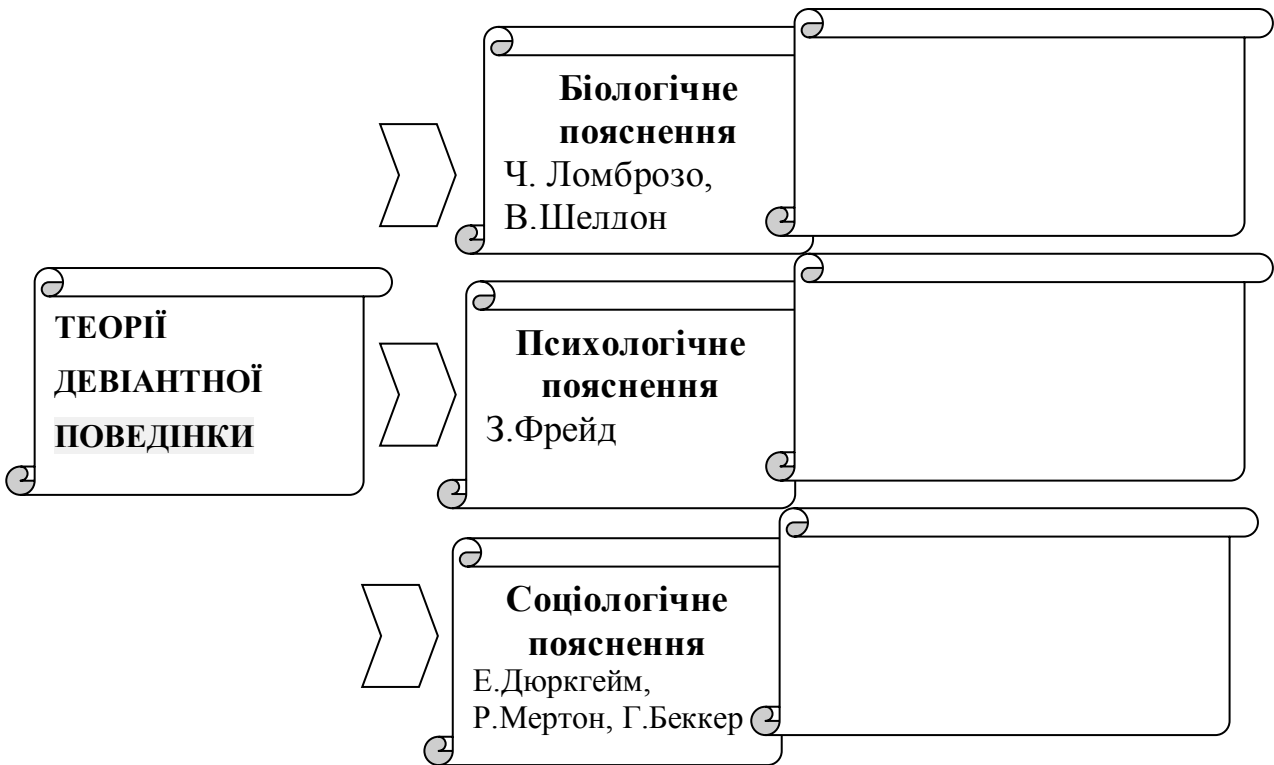 Біологічне
пояснення
Ч. Ломброзо,
В.Шелдон
ТЕОРІЇ
ДЕВІАНТНОЇ
ПОВЕДІНКИ
Психологічне
пояснення
З.Фрейд
Соціологічне
пояснення
Е.Дюркгейм,
Р.Мертон, Г.Беккер